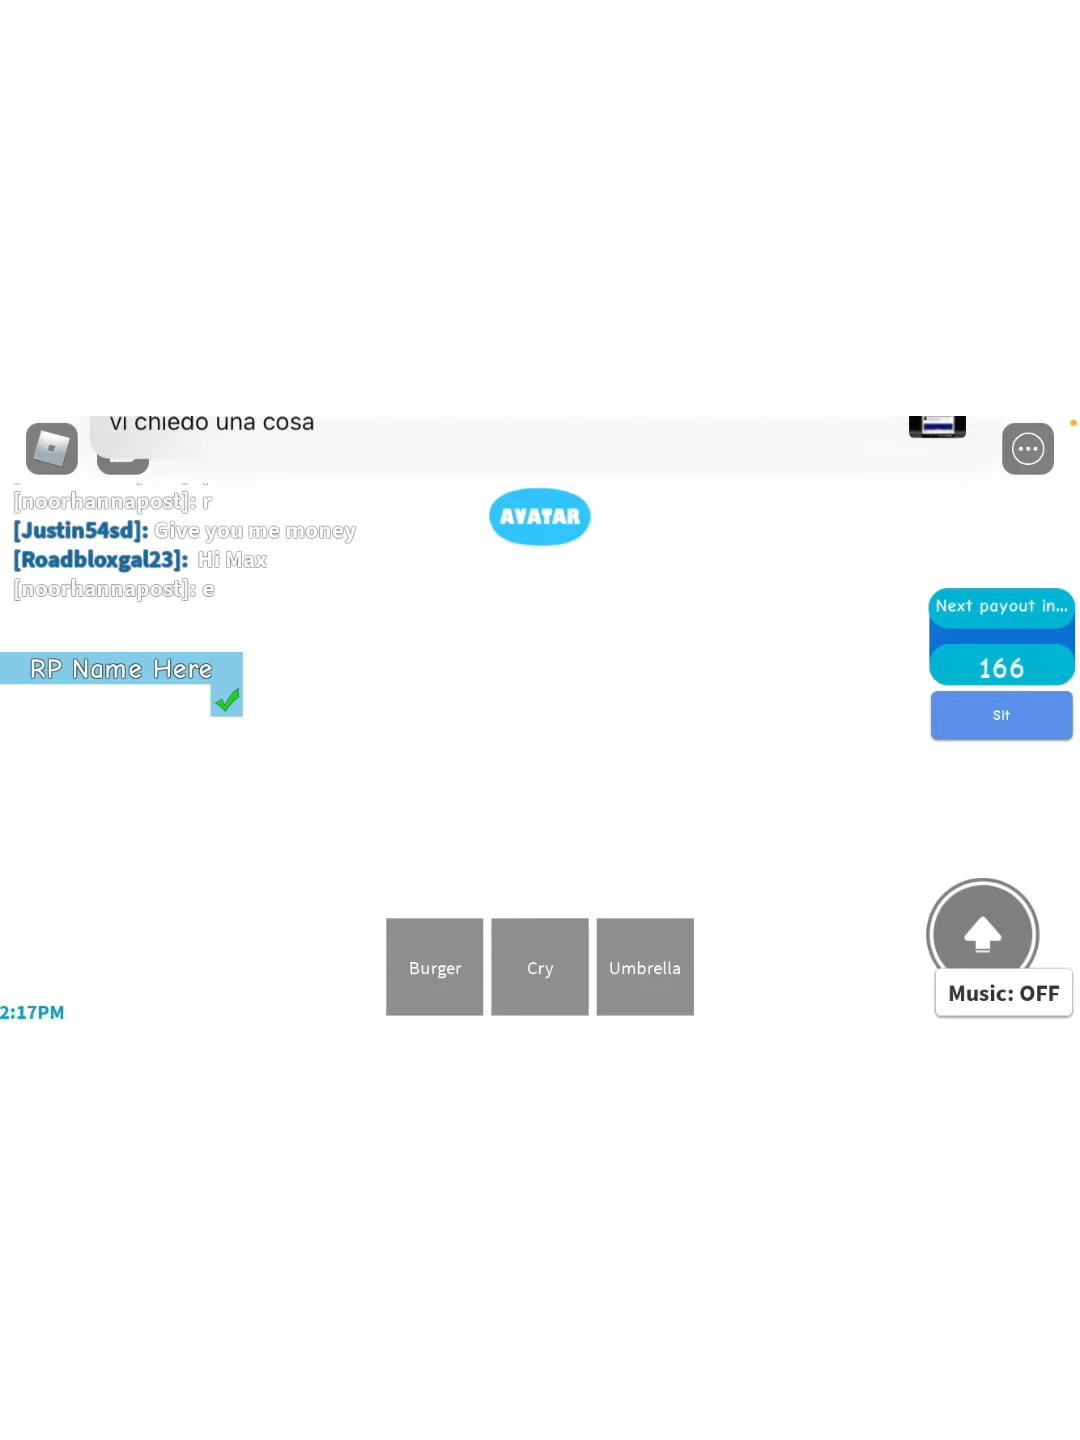 vi chiedo una cosa
[noorhannapost]: r
[Justin54sd]: Give you me money
[Roadbloxgal23]: Hi Max
[noorhannapost]: e
AVATAR
Next payout in...
166
Sit
RP Name Here
Burger
Cry
Umbrella
Music: OFF
2:17PM